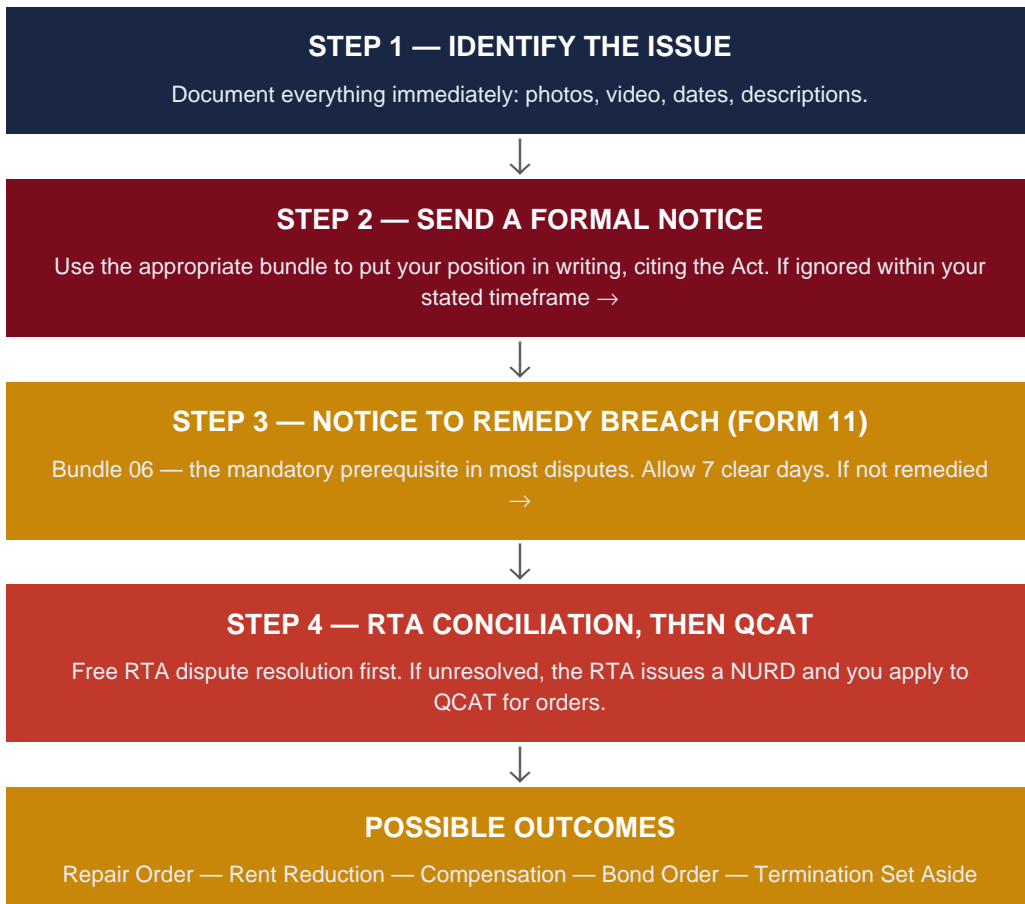 STEP 1 — IDENTIFY THE ISSUE
Document everything immediately: photos, video, dates, descriptions.
STEP 2 — SEND A FORMAL NOTICE
Use the appropriate bundle to put your position in writing, citing the Act. If ignored within your
stated timeframe →
STEP 3 — NOTICE TO REMEDY BREACH (FORM 11)
Bundle 06 — the mandatory prerequisite in most disputes. Allow 7 clear days. If not remedied
→
STEP 4 — RTA CONCILIATION, THEN QCAT
Free RTA dispute resolution first. If unresolved, the RTA issues a NURD and you apply to
QCAT for orders.
POSSIBLE OUTCOMES
Repair Order — Rent Reduction — Compensation — Bond Order — Termination Set Aside